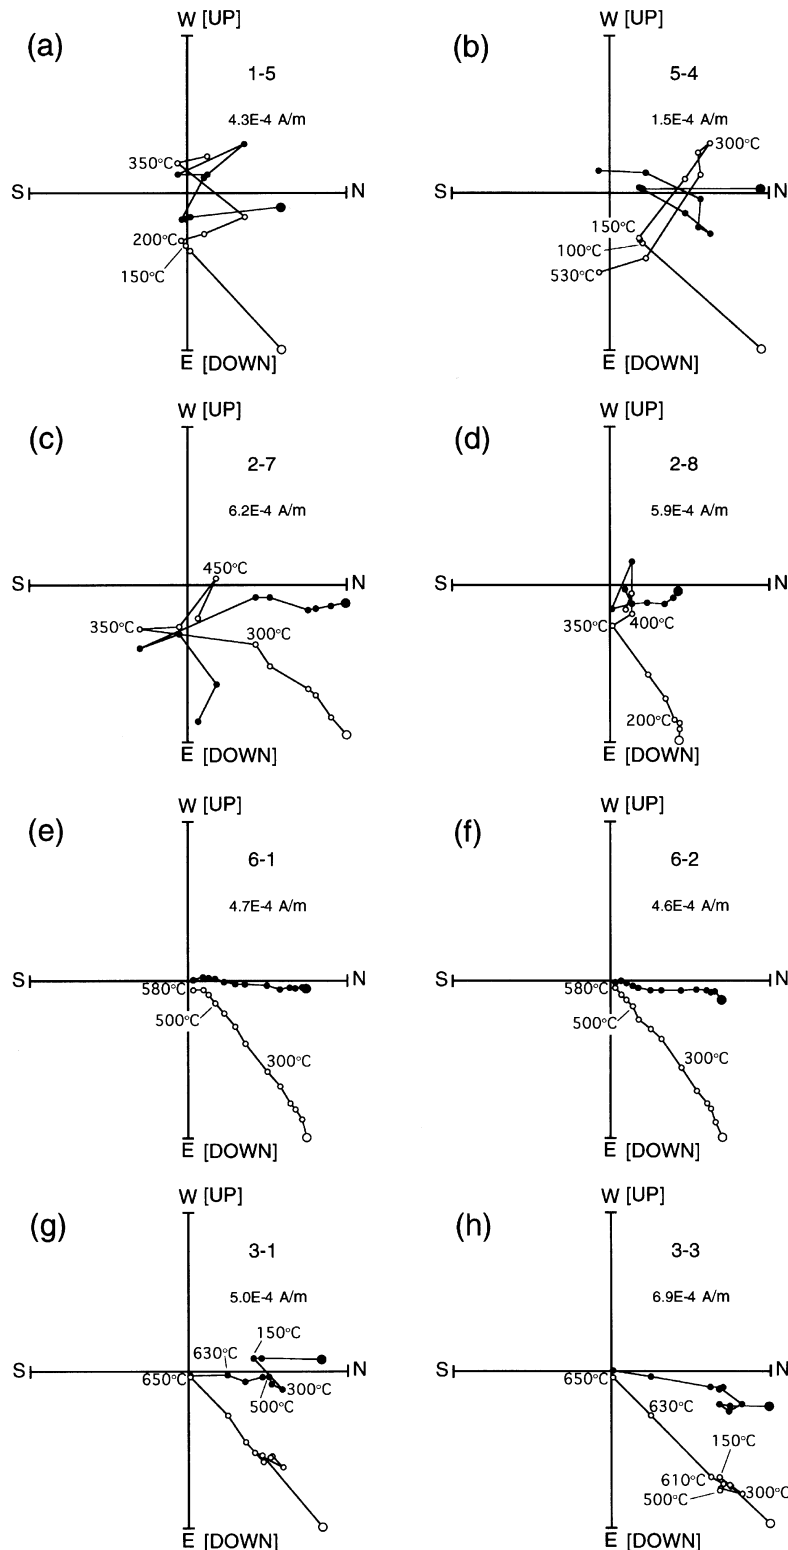 (a)
W [UP]
1-5
4.3E-4 A/m
350°C
S
N
200°C
150°C
E [DOWN]
(b)
W [UP]
5-4
1.5E-4 A/m
300°C
S
N
150°C
100°C
530°C
E [DOWN]
(c)
W [UP]
2-7
6.2E-4 A/m
450°C
S
N
350°C
300°C
E [DOWN]
(d)
W [UP]
2-8
5.9E-4 A/m
S
N
350°C
400°C
200°C
E [DOWN]
(e)
W [UP]
6-1
4.7E-4 A/m
S
N
580°C
500°C
300°C
E [DOWN]
(f)
W [UP]
6-2
4.6E-4 A/m
S
N
580°C
500°C
300°C
E [DOWN]
(g)
W [UP]
3-1
5.0E-4 A/m
150°C
630°C
S
N
650°C
300°C
500°C
E [DOWN]
(h)
W [UP]
3-3
6.9E-4 A/m
S
N
650°C
630°C
150°C
610°C
500°C
300°C
E [DOWN]